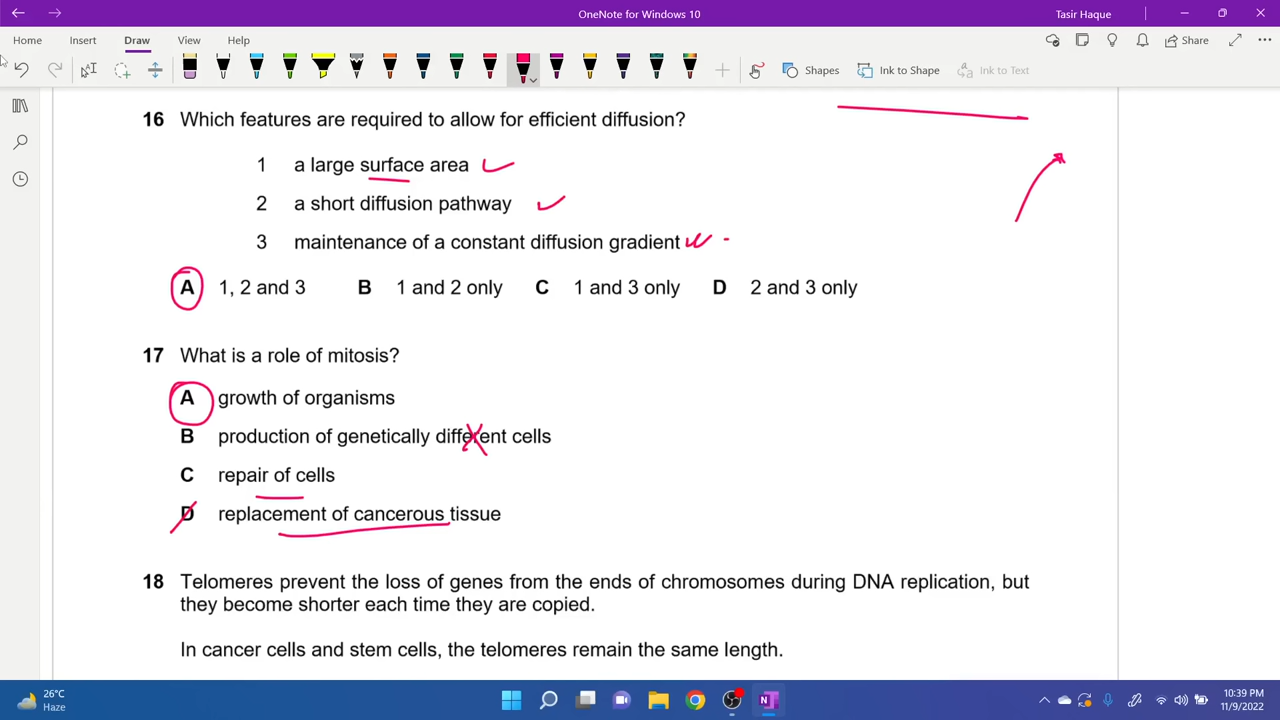 OneNote for Windows 10
Tasir Haque
Home
Insert
Draw
View
Help
Share
Shapes
Ink to Shape
Ink to Text
16 Which features are required to allow for efficient diffusion?
1 a large surface area
2 a short diffusion pathway
3 maintenance of a constant diffusion gradient
A 1, 2 and 3 B 1 and 2 only C 1 and 3 only D 2 and 3 only
17 What is a role of mitosis?
A growth of organisms
B production of genetically different cells
C repair of cells
D replacement of cancerous tissue
18 Telomeres prevent the loss of genes from the ends of chromosomes during DNA replication, but
they become shorter each time they are copied.
In cancer cells and stem cells, the telomeres remain the same length.
26°C
Haze
10:39 PM
11/9/2022